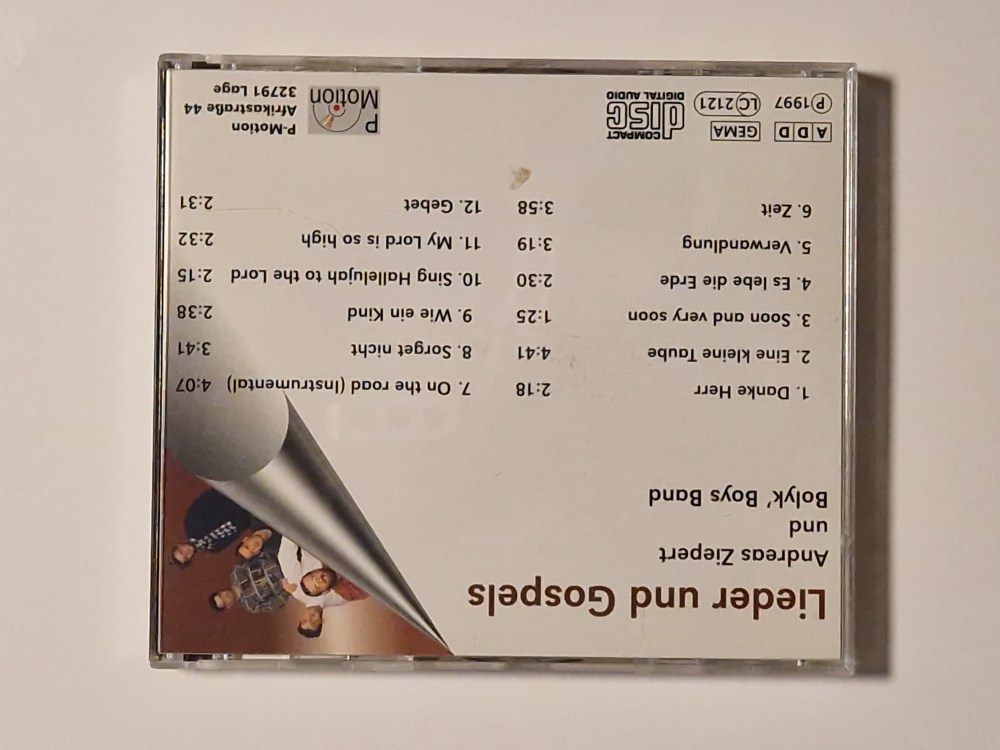 Lieder und Gospels
Andreas Ziepert
und
Bolyk' Boys Band
1. Danke Herr 2:18
2. Eine kleine Taube 4:41
3. Soon and very soon 1:25
4. Es lebe die Erde 2:30
5. Verwandlung 3:19
6. Zeit 3:58
7. On the road (Instrumental) 4:07
8. Sorget nicht 3:41
9. Wie ein Kind 2:38
10. Sing Hallelujah to the Lord 2:15
11. My Lord is so high 2:32
12. Gebet 2:31
A D D
GEMA
℗ 1997
LC 2121
COMPACT
disc
DIGITAL AUDIO
P
Motion
P-Motion
Afrikastraße 44
32791 Lage